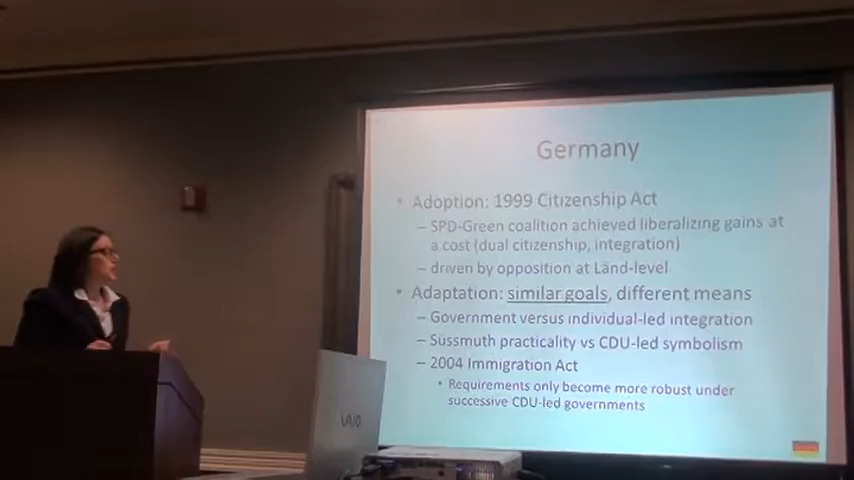 Germany
• Adoption: 1999 Citizenship Act
– SPD-Green coalition achieved liberalizing gains at
a cost (dual citizenship, integration)
– driven by opposition at Länd-level
• Adaptation: similar goals, different means
– Government versus individual-led integration
– Süssmuth practicality vs CDU-led symbolism
– 2004 Immigration Act
• Requirements only become more robust under
successive CDU-led governments
VAIO